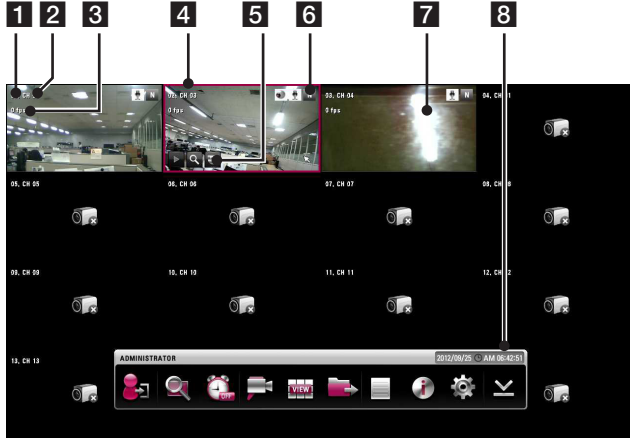 1 2 3 4 5 6 7 8
CH
02, CH 03
03, CH-04
04, CH
0 fps
0 fps
0 fps
N
N
05, CH 05
06, CH 06
07, CH 07
08, CH
09, CH 09
10, CH 10
11, CH 11
12, CH
13, CH 13
ADMINISTRATOR
2012/09/25 AM 06:42:51
OFF
VIEW
i